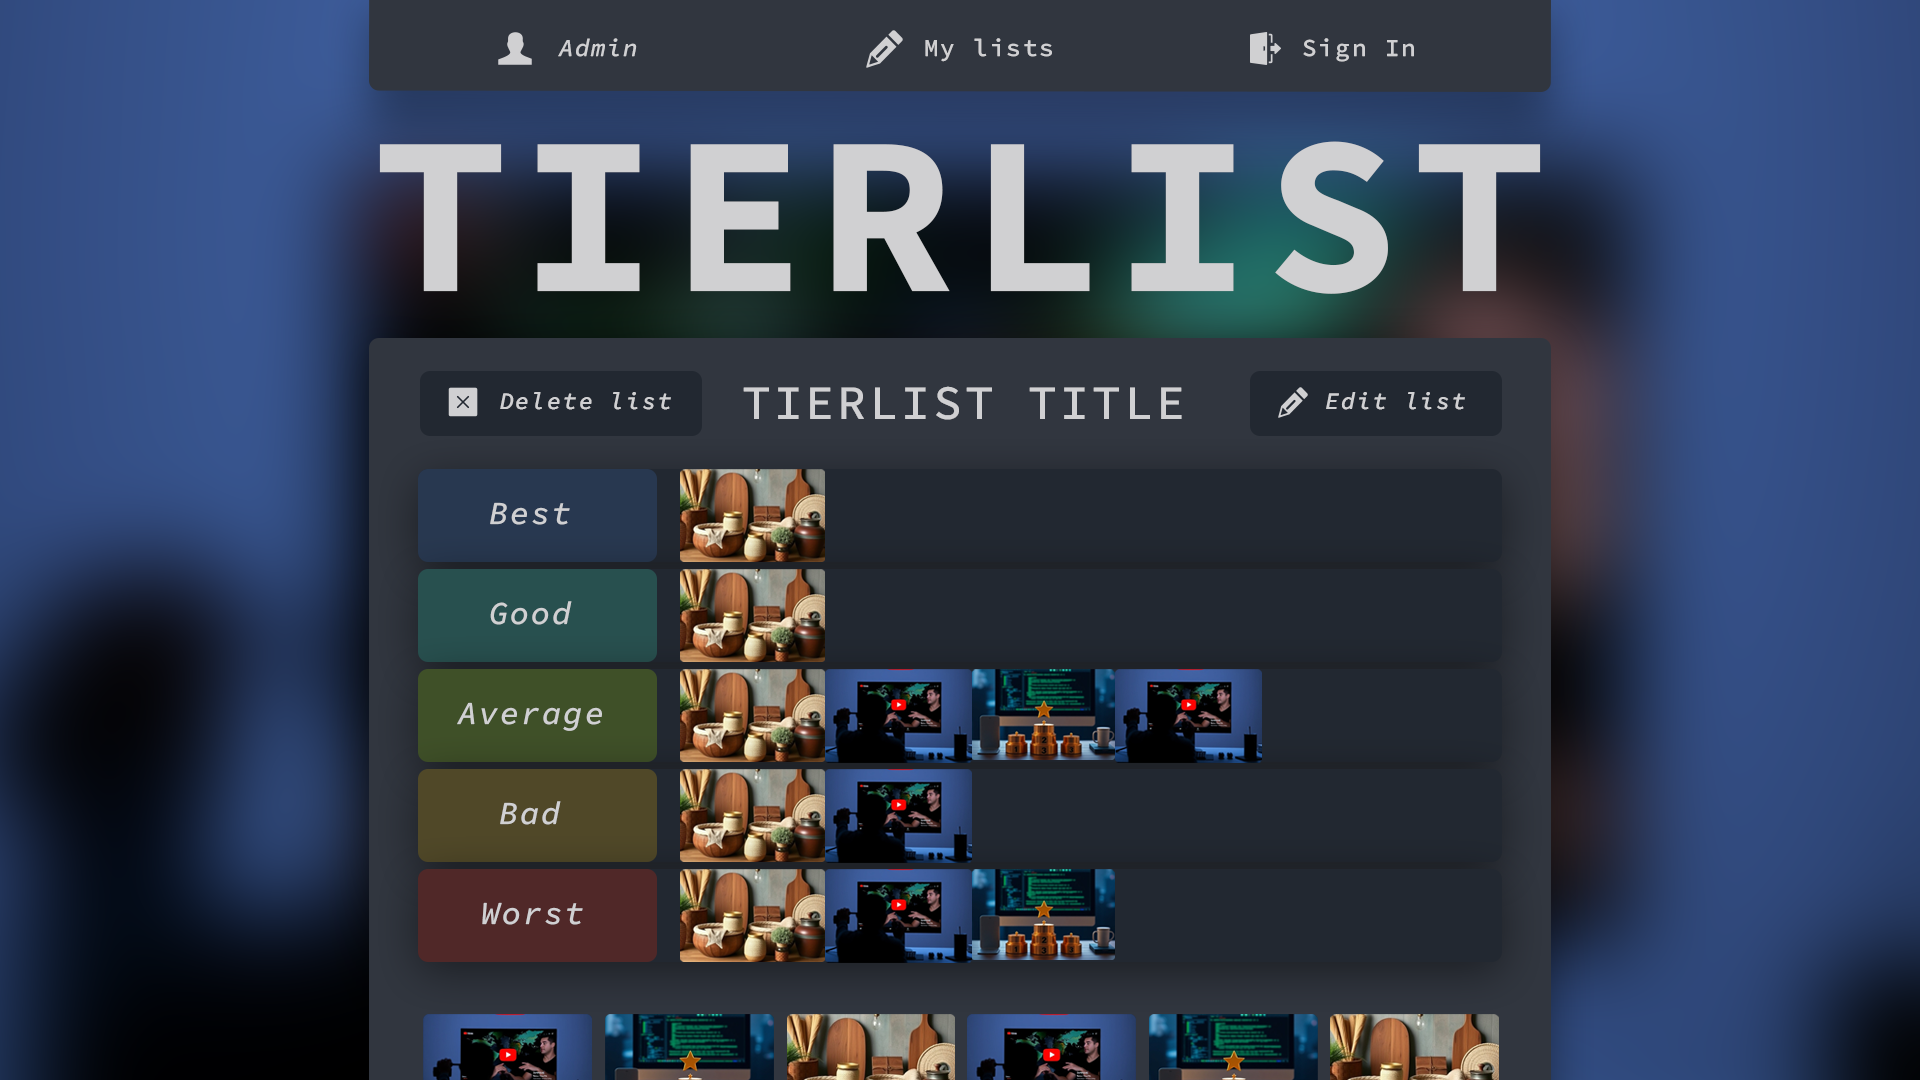 Admin
My lists
Sign In
TIERLIST
Delete list
TIERLIST TITLE
Edit list
Best
Good
Average
Bad
Worst